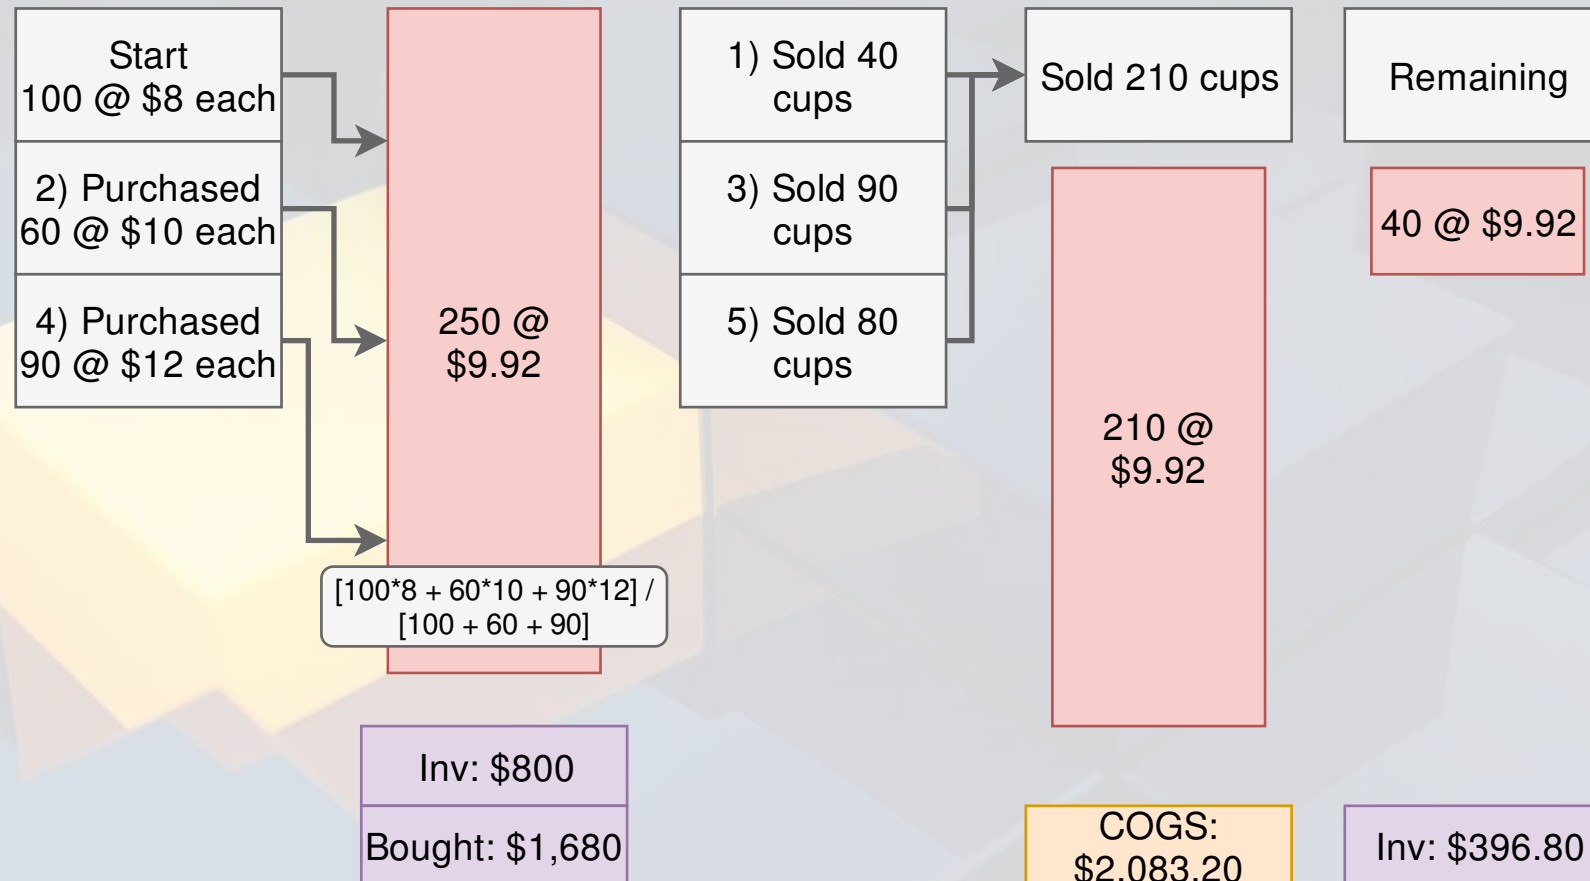 Start
100 @ $8 each
2) Purchased
60 @ $10 each
4) Purchased
90 @ $12 each
250 @
$9.92
[100*8 + 60*10 + 90*12] /
[100 + 60 + 90]
Inv: $800
Bought: $1,680
1) Sold 40
cups
3) Sold 90
cups
5) Sold 80
cups
Sold 210 cups
210 @
$9.92
COGS:
$2,083.20
Remaining
40 @ $9.92
Inv: $396.80